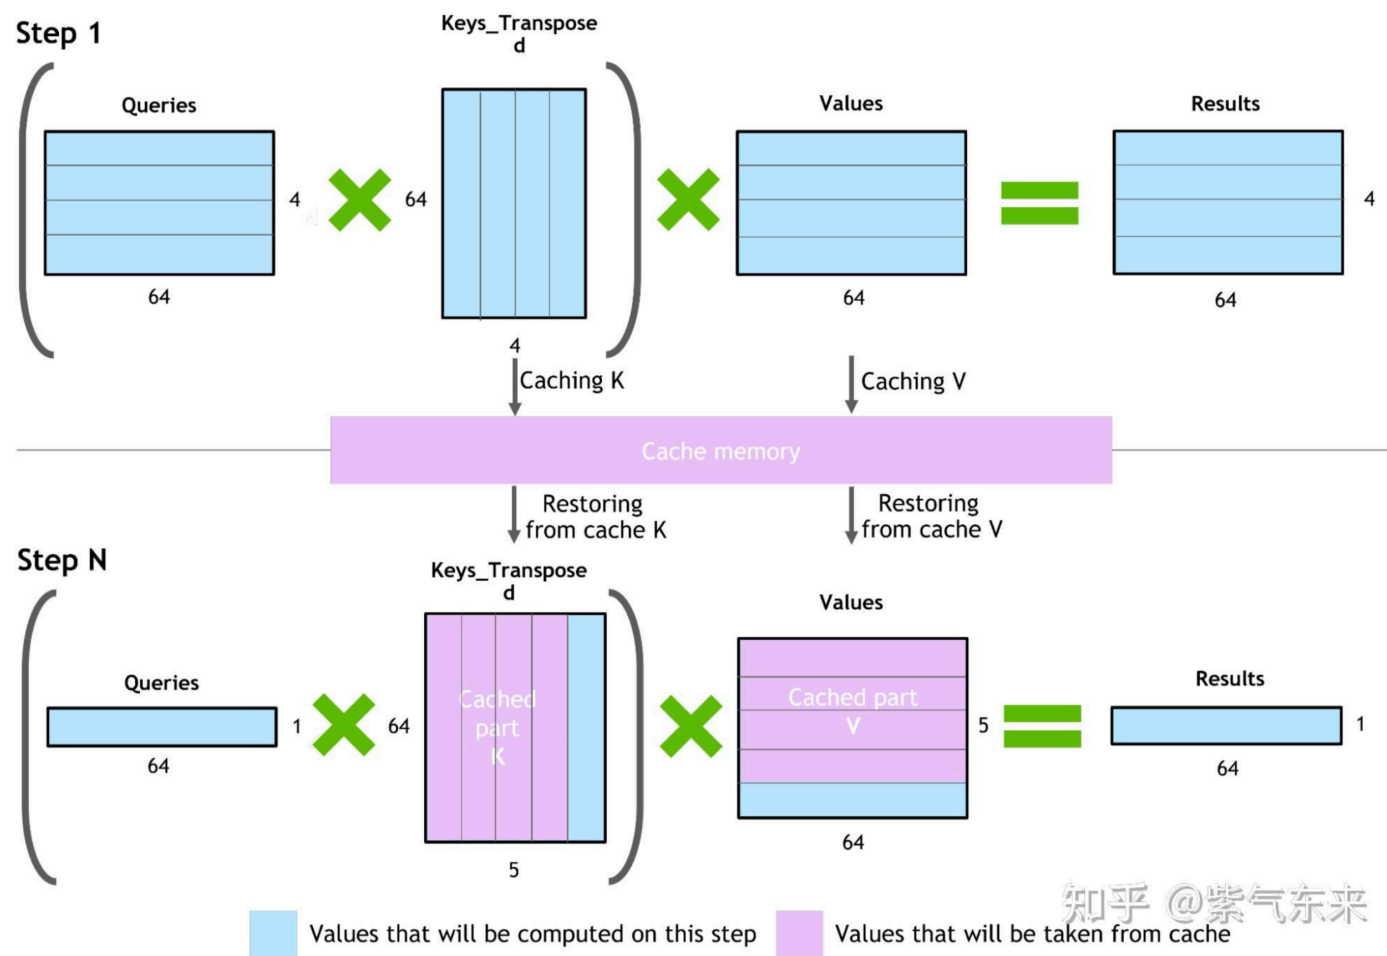 Step 1
Keys_Transpose
d
Queries
Values
Results
4
64
4
64
64
64
4
Caching K
Caching V
Cache memory
Restoring
from cache K
Restoring
from cache V
Step N
Keys_Transpose
d
Values
Queries
Results
Cached
part
K
Cached part
V
1
64
5
1
64
64
64
5
Values that will be computed on this step
Values that will be taken from cache
知乎 @紫气东来